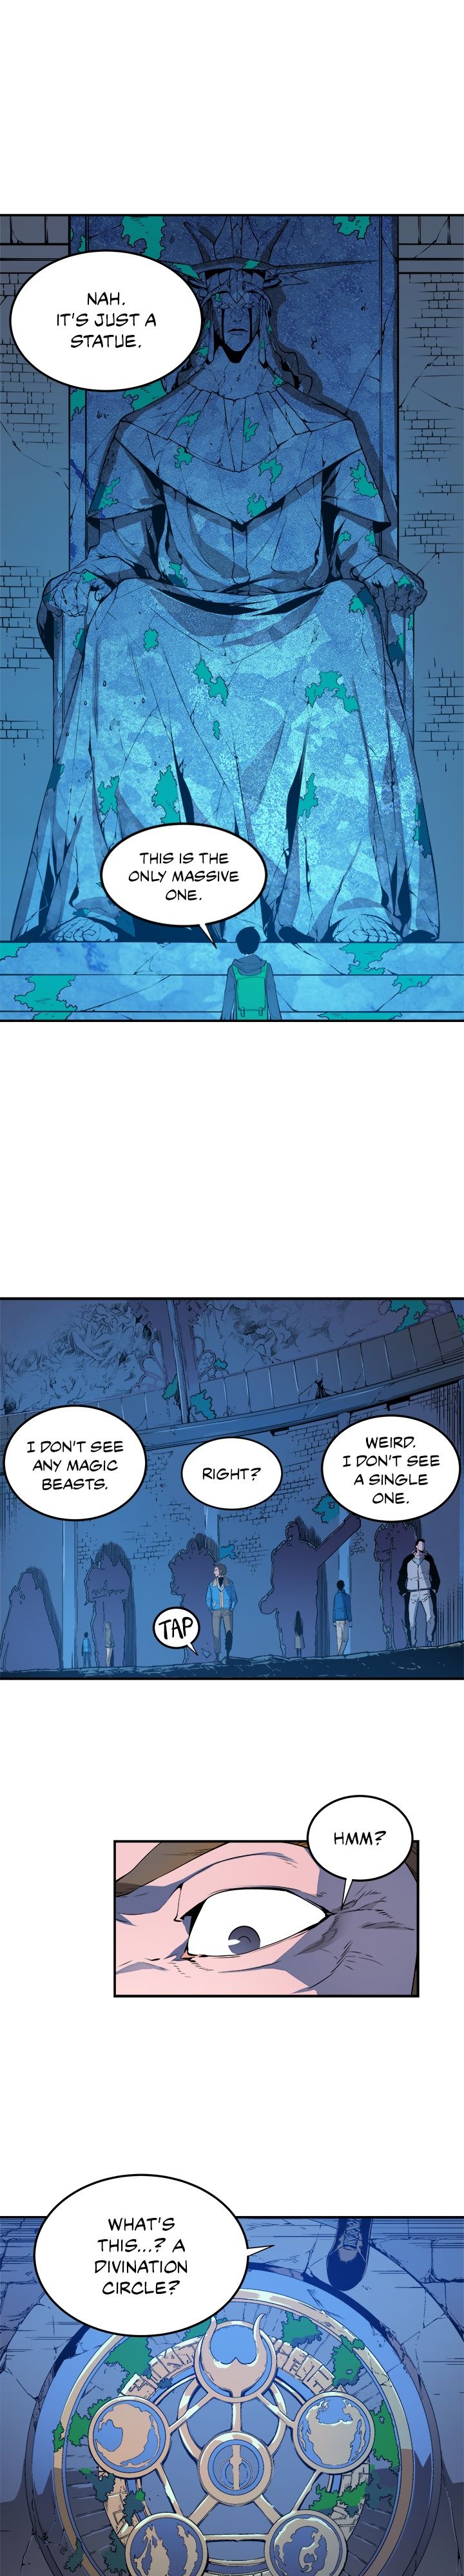 NAH.
IT'S JUST A
STATUE.
THIS IS THE
ONLY MASSIVE
ONE.
I DON'T SEE
ANY MAGIC
BEASTS.
RIGHT?
WEIRD.
I DON'T SEE
A SINGLE
ONE.
TAP
HMM?
WHAT'S
THIS...? A
DIVINATION
CIRCLE?